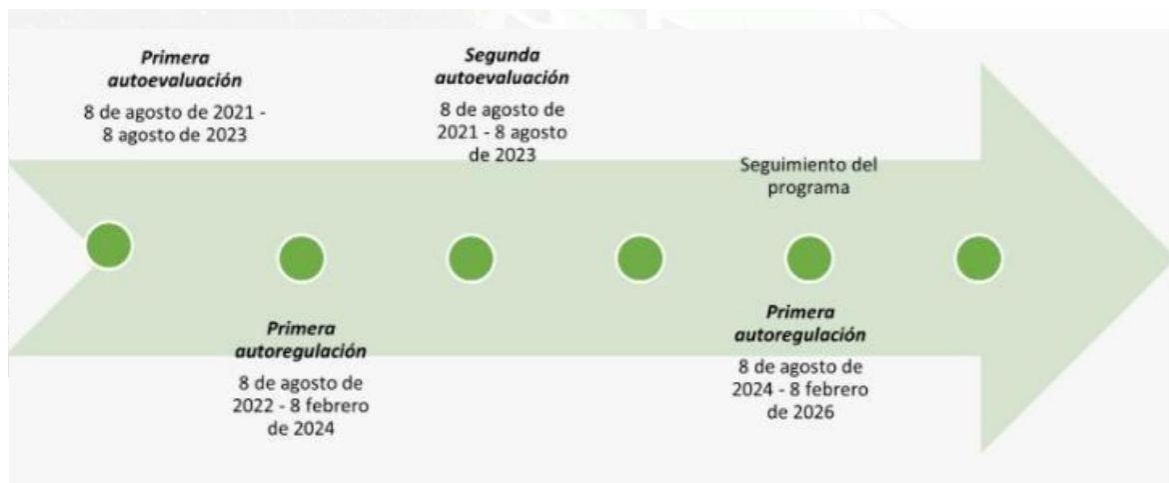 Primera
autoevaluación
8 de agosto de 2021 -
8 agosto de 2023
Primera
autoregulación
8 de agosto de
2022 - 8 febrero
de 2024
Segunda
autoevaluación
8 de agosto de
2021 - 8 agosto
de 2023
Seguimiento del
programa
Primera
autoregulación
8 de agosto de
2024 - 8 febrero
de 2026